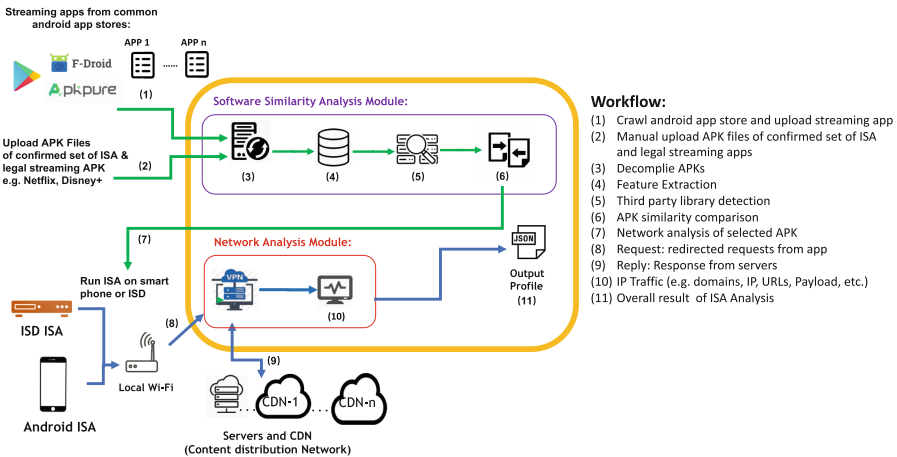 Streaming apps from common
android app stores:
APP 1
APP n
......
F-Droid
Apkpure
(1)
Software Similarity Analysis Module:
Upload APK Files
of confirmed set of ISA &
legal streaming APK
e.g. Netflix, Disney+
(2)
(3)
(4)
(5)
(6)
(7)
Network Analysis Module:
VPN
(10)
JSON
Output
Profile
(11)
Run ISA on smart
phone or ISD
ISD ISA
(8)
Local Wi-Fi
Android ISA
(9)
...
CDN-1
...
CDN-n
Servers and CDN
(Content distribution Network)
Workflow:
(1) Crawl android app store and upload streaming app
(2) Manual upload APK files of confirmed set of ISA
and legal streaming apps
(3) Decomplie APKs
(4) Feature Extraction
(5) Third party library detection
(6) APK similarity comparison
(7) Network analysis of selected APK
(8) Request: redirected requests from app
(9) Reply: Response from servers
(10) IP Traffic (e.g. domains, IP, URLs, Payload, etc.)
(11) Overall result of ISA Analysis